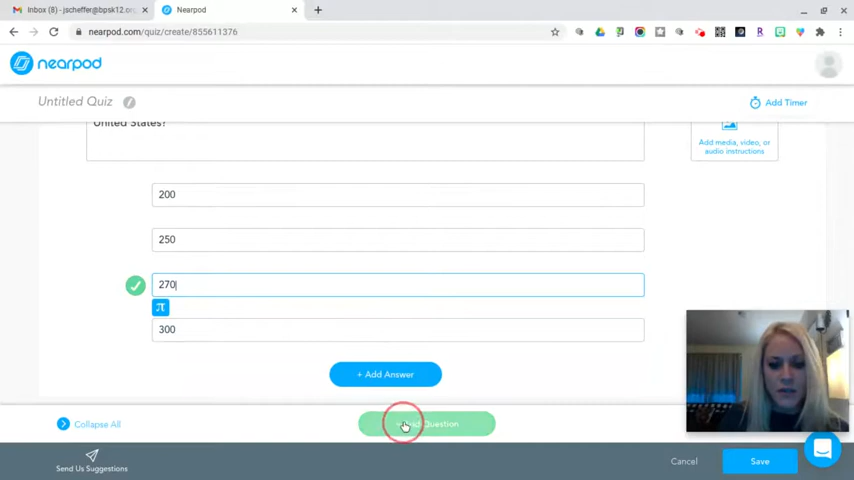 Inbox (8) - jscheffer@bpsk12.org
Nearpod
nearpod.com/quiz/create/855611376
nearpod
Untitled Quiz
Add Timer
United States?
Add media, video, or
audio instructions
200
250
270
π
300
+ Add Answer
Collapse All
Question
Send Us Suggestions
Cancel
Save